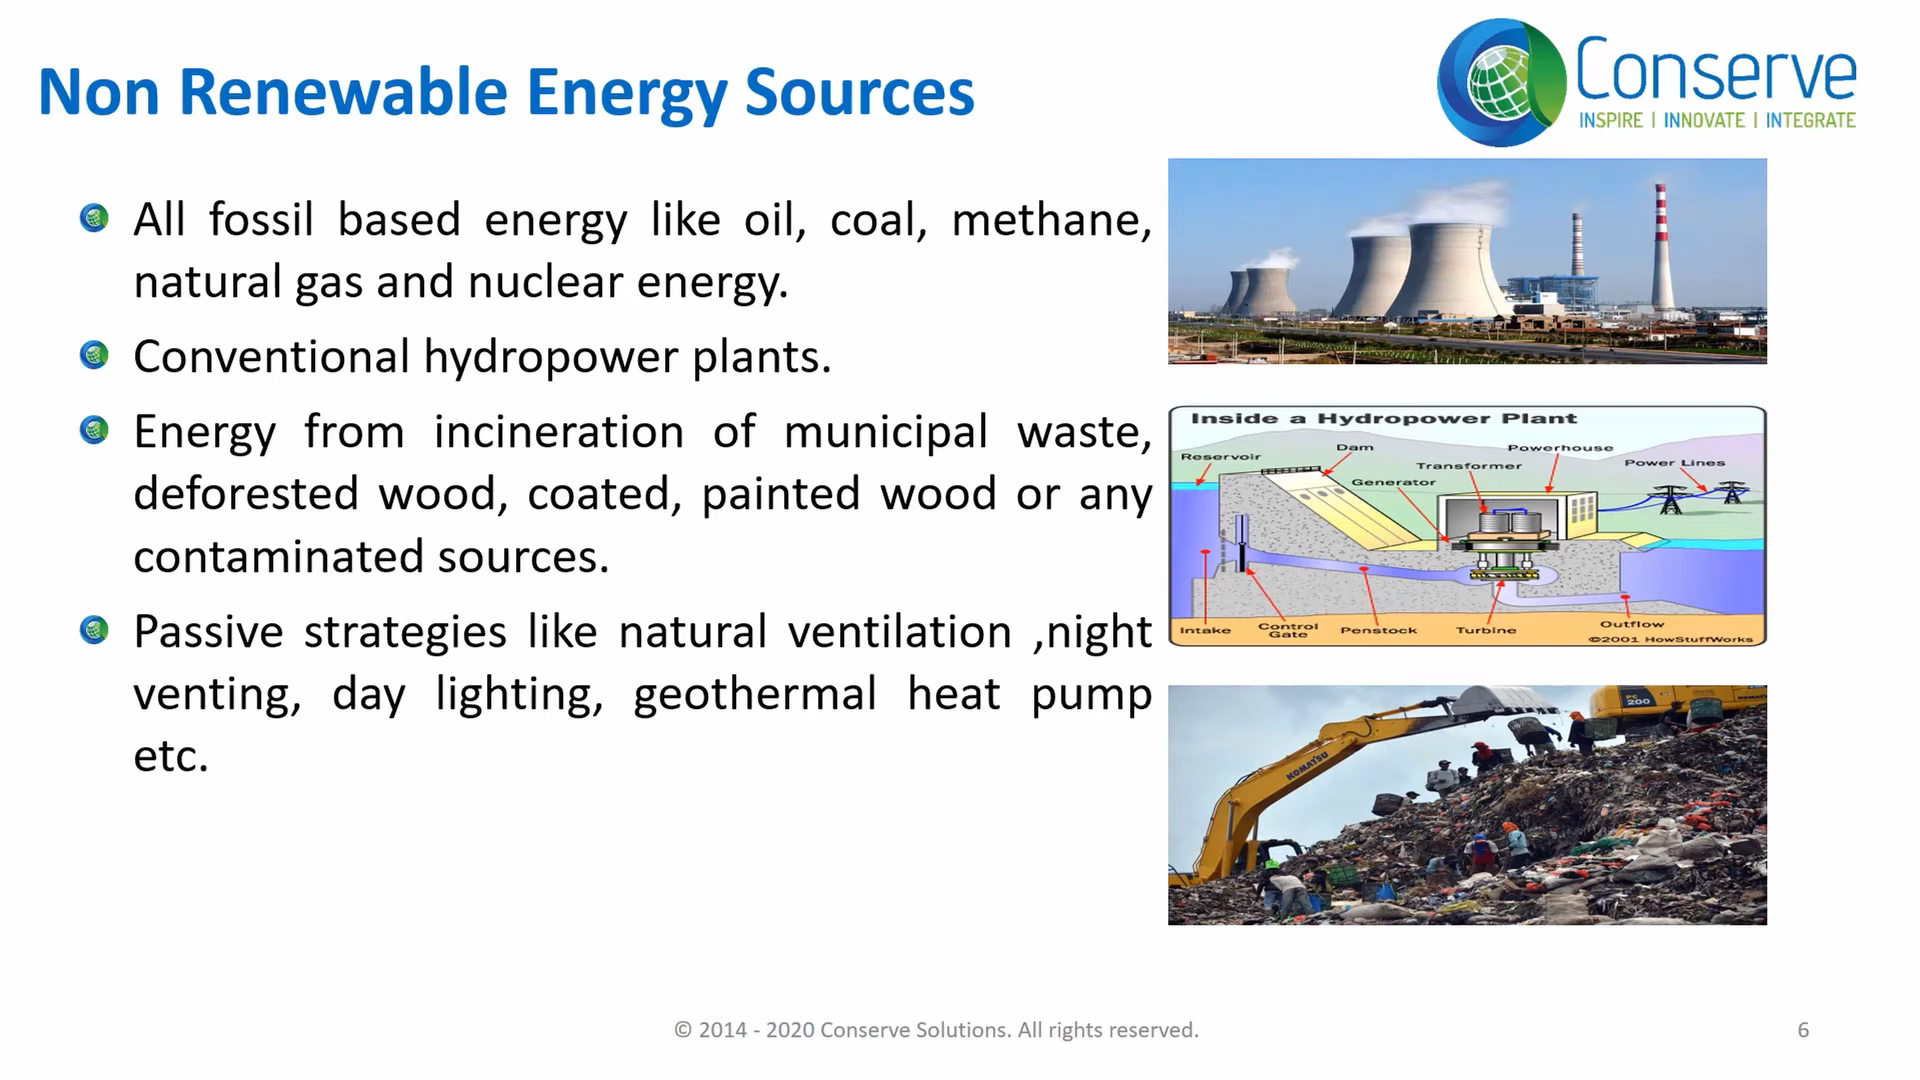 Non Renewable Energy Sources
Conserve
INSPIRE | INNOVATE | INTEGRATE
All fossil based energy like oil, coal, methane,
natural gas and nuclear energy.
Conventional hydropower plants.
Energy from incineration of municipal waste,
deforested wood, coated, painted wood or any
contaminated sources.
Passive strategies like natural ventilation ,night
venting, day lighting, geothermal heat pump
etc.
Inside a Hydropower Plant
Dam
Powerhouse
Reservoir
Transformer
Power Lines
Generator
Intake
Control
Gate
Penstock
Turbine
Outflow
©2001 HowStuffWorks
PC
200
KOMATSU
KOMATSU
© 2014 - 2020 Conserve Solutions. All rights reserved.
6